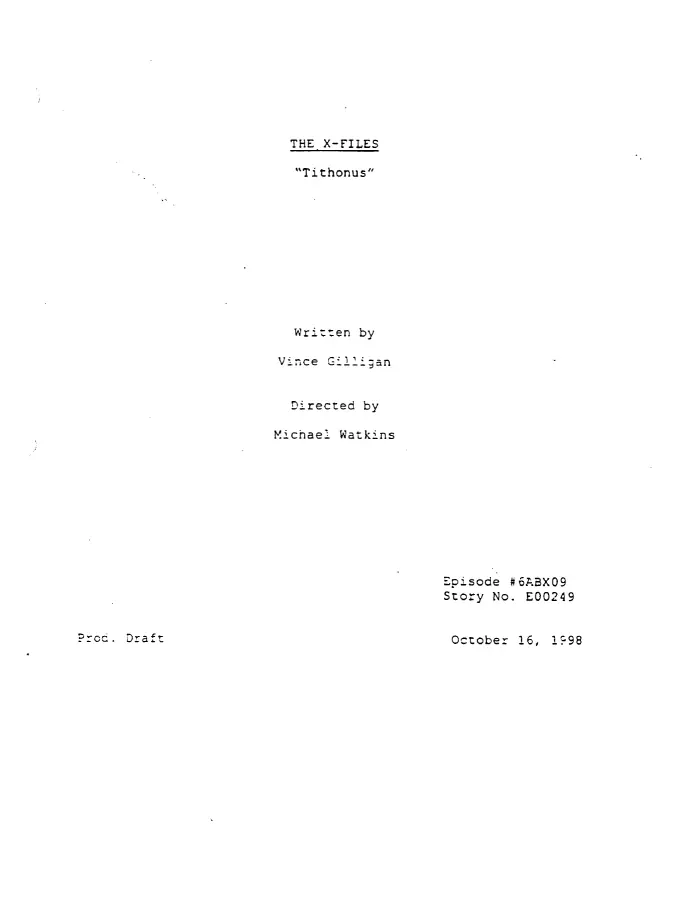 THE X-FILES
"Tithonus"
Written by
Vince Gilligan
Directed by
Michael Watkins
Episode #6ABX09
Story No. E00249
Prod. Draft
October 16, 1998